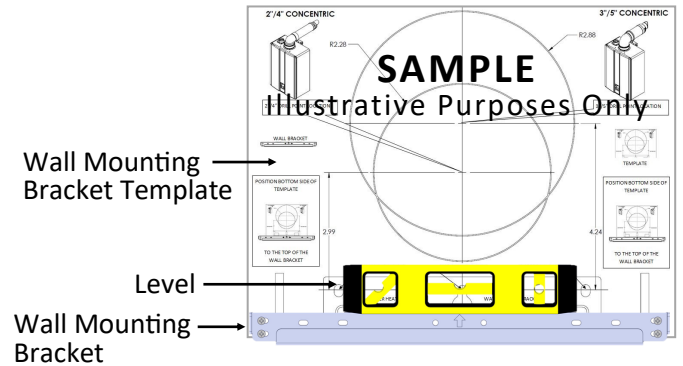 2"/4" CONCENTRIC
3"/5" CONCENTRIC
R2.28
R2.88
SAMPLE
Illustrative Purposes Only
WALL BRACKET
TEMPLATE
Wall Mounting
Bracket Template
POSITION BOTTOM SIDE OF
TEMPLATE
TO THE TOP OF THE
WALL BRACKET
POSITION BOTTOM SIDE OF
TEMPLATE
TO THE TOP OF THE
WALL BRACKET
2.99
4.24
Level
Wall Mounting
Bracket